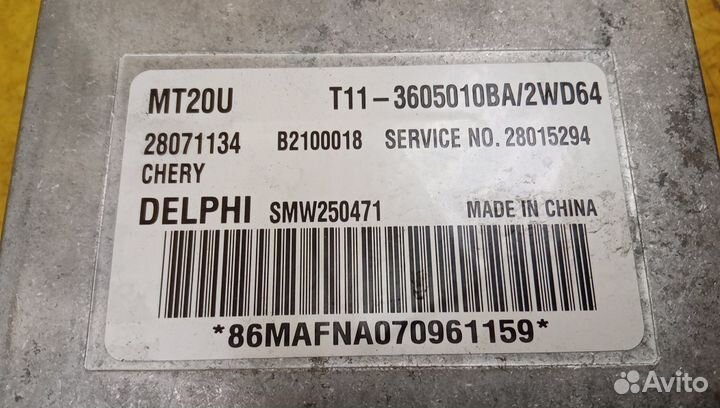 MT20U T11-3605010BA/2WD64
28071134 B2100018 SERVICE NO. 28015294
CHERY
DELPHI SMW250471 MADE IN CHINA
*86MAFNA070961159*
Avito